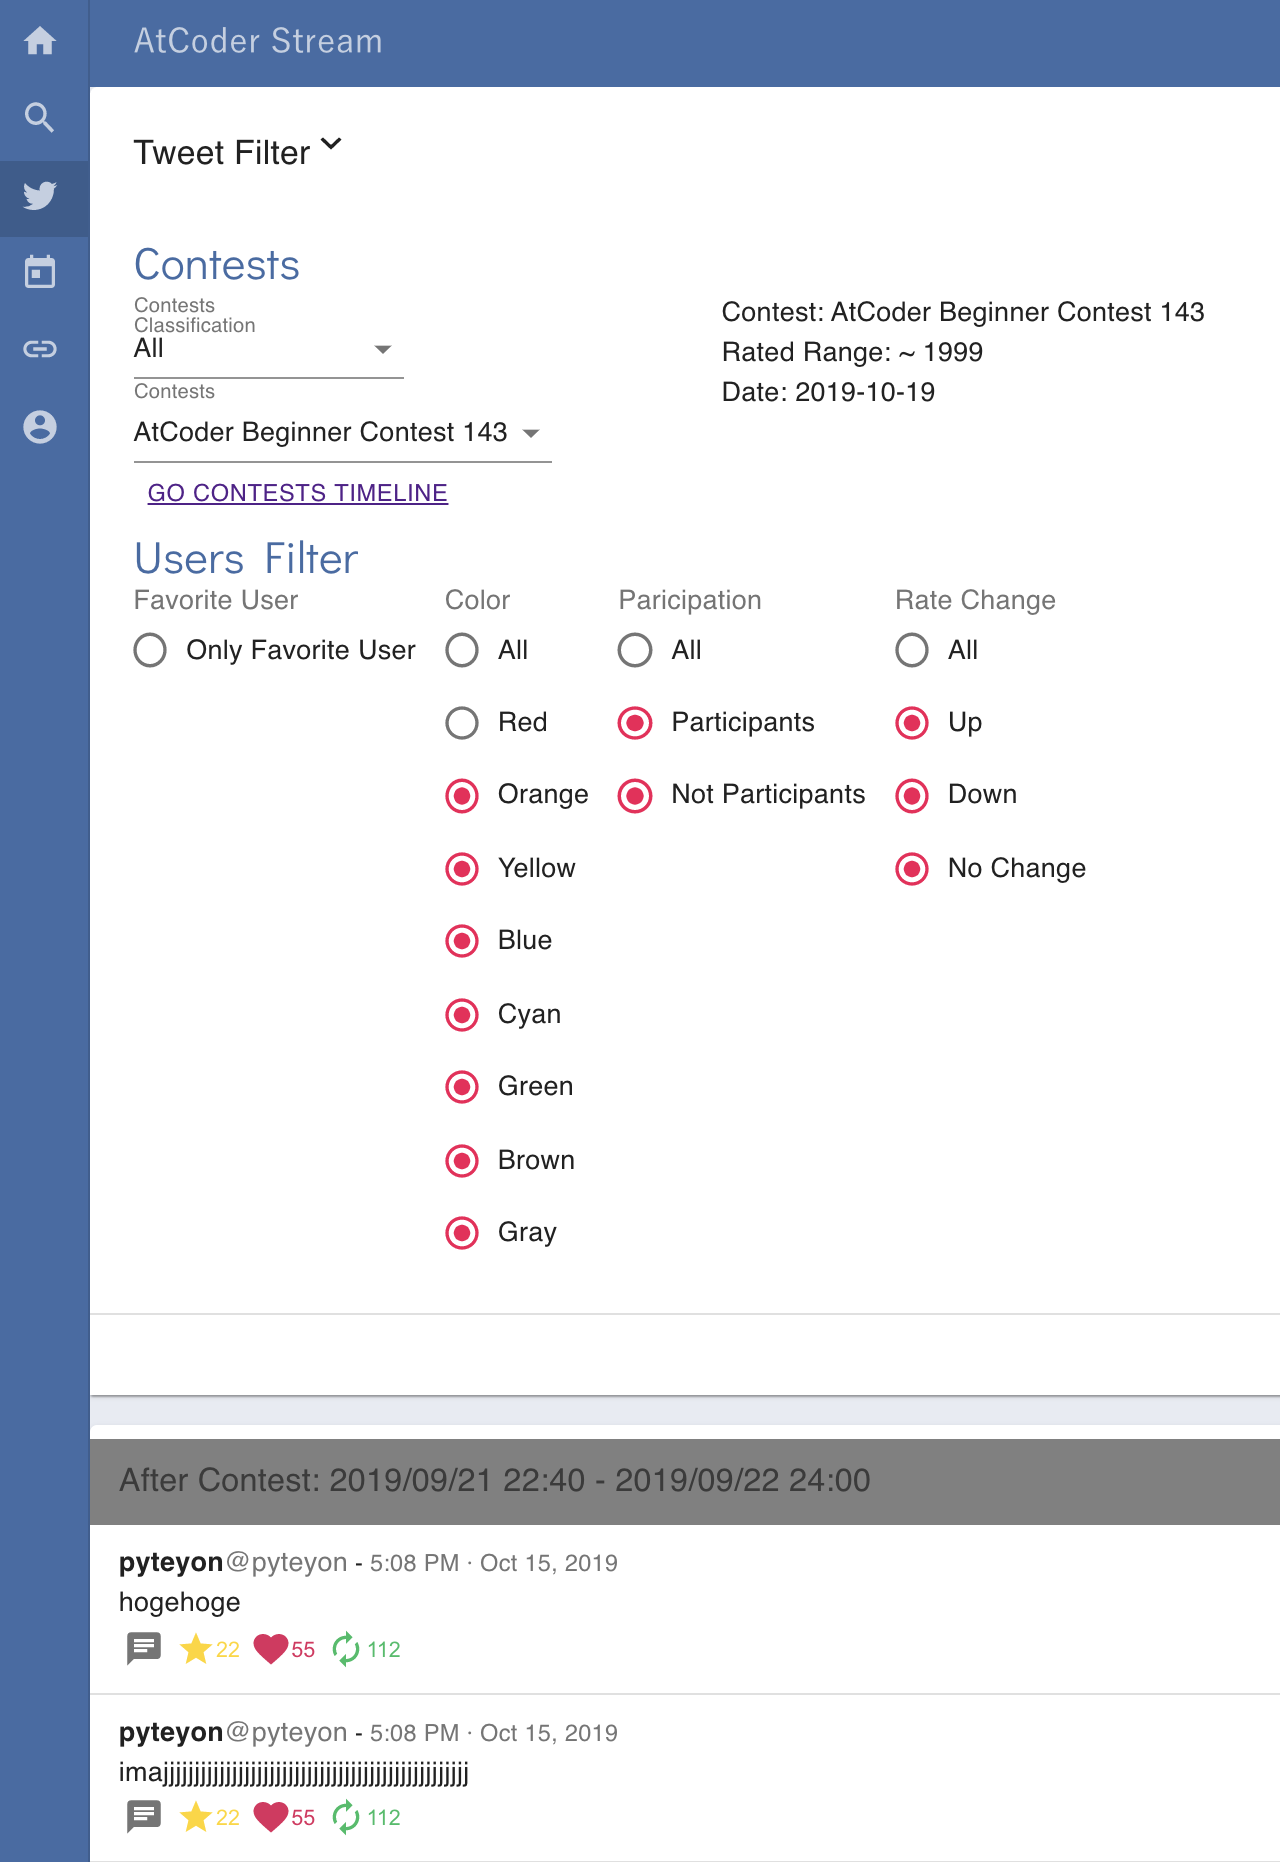 AtCoder Stream
Tweet Filter
Contests
Contests
Classification
All
Contests
AtCoder Beginner Contest 143
GO CONTESTS TIMELINE
Contest: AtCoder Beginner Contest 143
Rated Range: ~ 1999
Date: 2019-10-19
Users Filter
Favorite User
Only Favorite User
Color
All
Red
Orange
Yellow
Blue
Cyan
Green
Brown
Gray
Paricipation
All
Participants
Not Participants
Rate Change
All
Up
Down
No Change
After Contest: 2019/09/21 22:40 - 2019/09/22 24:00
pyteyon@pyteyon - 5:08 PM · Oct 15, 2019
hogehoge
22 55 112
pyteyon@pyteyon - 5:08 PM · Oct 15, 2019
imajjjjjjjjjjjjjjjjjjjjjjjjjjjjjjjjjjjjjjjjjjjjjjjjj
22 55 112